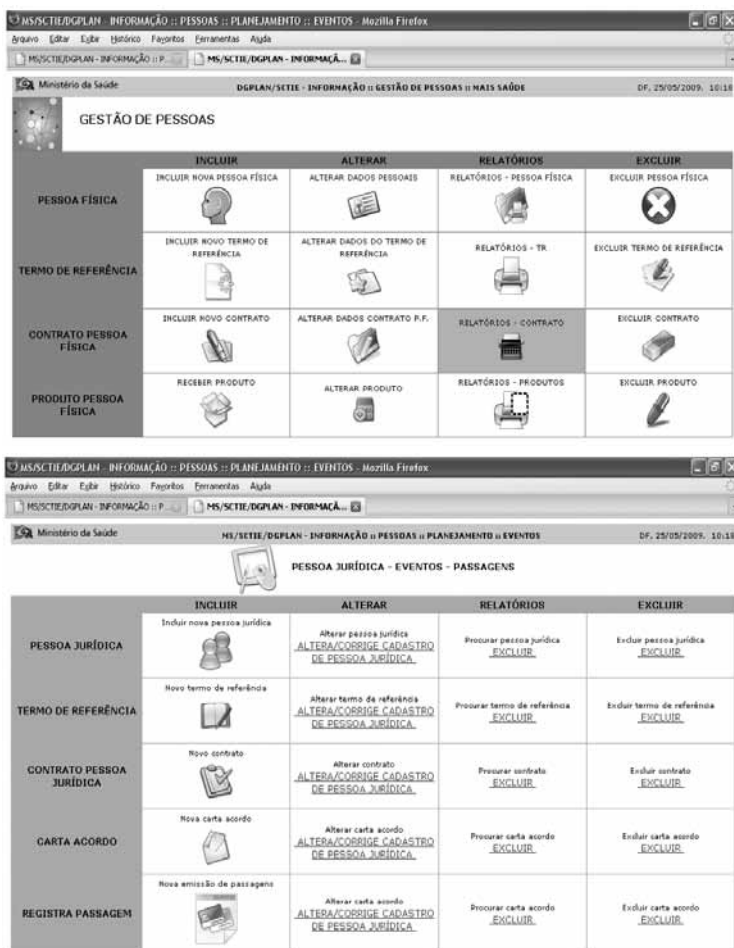 MS/SCTIE/DGPLAN - INFORMAÇÃO :: PESSOAS :: PLANEJAMENTO :: EVENTOS - Mozilla Firefox
Arquivo Editar Exibir Histórico Favoritos Ferramentas Ajuda
MS/SCTIE/DGPLAN - INFORMAÇÃO :: P... MS/SCTIE/DGPLAN - INFORMAÇÃ...
Ministério da Saúde DGPLAN/SCTIE - INFORMAÇÃO :: GESTÃO DE PESSOAS :: MAIS SAÚDE DF, 25/05/2009, 10:18
GESTÃO DE PESSOAS
INCLUIR ALTERAR RELATÓRIOS EXCLUIR
INCLUIR NOVA PESSOA FÍSICA ALTERAR DADOS PESSOAIS RELATÓRIOS - PESSOA FÍSICA EXCLUIR PESSOA FÍSICA
PESSOA FÍSICA
INCLUIR NOVO TERMO DE REFERÊNCIA ALTERAR DADOS DO TERMO DE REFERÊNCIA RELATÓRIOS - TR EXCLUIR TERMO DE REFERÊNCIA
TERMO DE REFERÊNCIA
INCLUIR NOVO CONTRATO ALTERAR DADOS CONTRATO P.F. RELATÓRIOS - CONTRATO EXCLUIR CONTRATO
CONTRATO PESSOA
FÍSICA
RECEBER PRODUTO ALTERAR PRODUTO RELATÓRIOS - PRODUTOS EXCLUIR PRODUTO
PRODUTO PESSOA
FÍSICA
MS/SCTIE/DGPLAN - INFORMAÇÃO :: PESSOAS :: PLANEJAMENTO :: EVENTOS - Mozilla Firefox
Arquivo Editar Exibir Histórico Favoritos Ferramentas Ajuda
MS/SCTIE/DGPLAN - INFORMAÇÃO :: P... MS/SCTIE/DGPLAN - INFORMAÇÃ...
Ministério da Saúde MS/SCTIE/DGPLAN - INFORMAÇÃO :: PESSOAS :: PLANEJAMENTO :: EVENTOS DF, 25/05/2009, 10:18
PESSOA JURÍDICA - EVENTOS - PASSAGENS
INCLUIR ALTERAR RELATÓRIOS EXCLUIR
Incluir nova pessoa jurídica
PESSOA JURÍDICA Alterar pessoa jurídica Procurar pessoa jurídica Excluir pessoa jurídica
ALTERA/CORRIGE CADASTRO EXCLUIR EXCLUIR
DE PESSOA JURÍDICA
Novo termo de referência
TERMO DE REFERÊNCIA Alterar termo de referência Procurar termo de referência Excluir termo de referência
ALTERA/CORRIGE CADASTRO EXCLUIR EXCLUIR
DE PESSOA JURÍDICA
Novo contrato
CONTRATO PESSOA Alterar contrato Procurar contrato Excluir contrato
JURÍDICA ALTERA/CORRIGE CADASTRO EXCLUIR EXCLUIR
DE PESSOA JURÍDICA
Nova carta acordo
CARTA ACORDO Alterar carta acordo Procurar carta acordo Excluir carta acordo
ALTERA/CORRIGE CADASTRO EXCLUIR EXCLUIR
DE PESSOA JURÍDICA
Nova emissão de passagens
REGISTRA PASSAGEM Alterar carta acordo Procurar carta acordo Excluir carta acordo
ALTERA/CORRIGE CADASTRO EXCLUIR EXCLUIR
DE PESSOA JURÍDICA